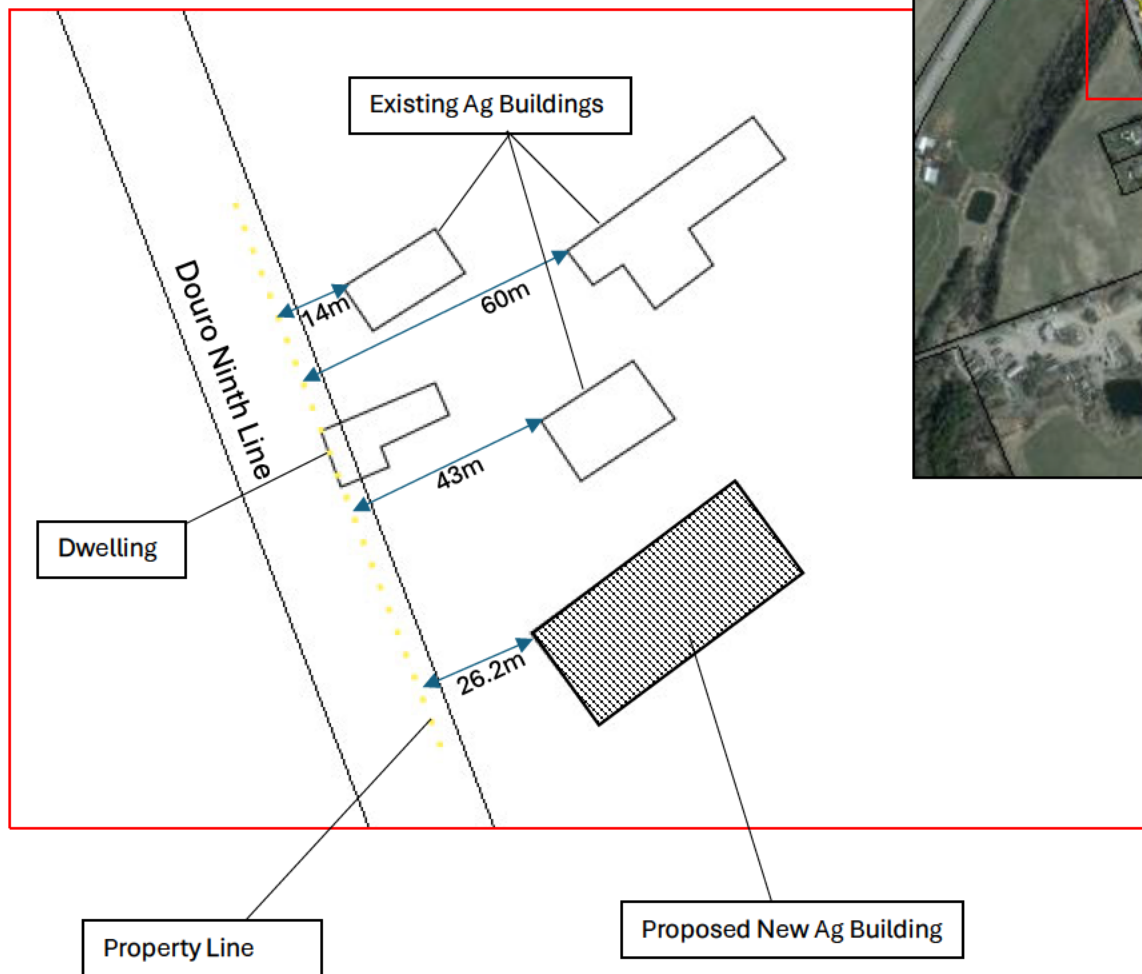 Existing Ag Buildings
14m
60m
Douro Ninth Line
43m
Dwelling
26.2m
Proposed New Ag Building
Property Line